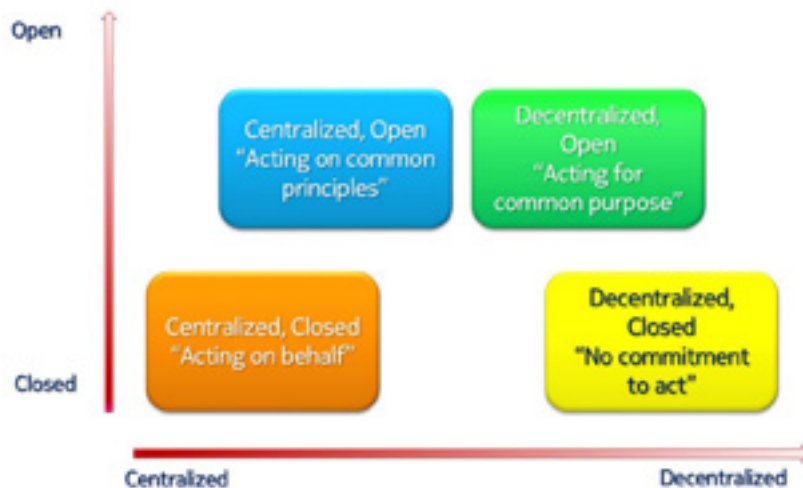 Open
Centralized, Open
“Acting on common
principles”
Decentralized,
Open
“Acting for
common purpose”
Centralized, Closed
“Acting on behalf”
Decentralized,
Closed
“No commitment
to act”
Closed
Centralized
Decentralized